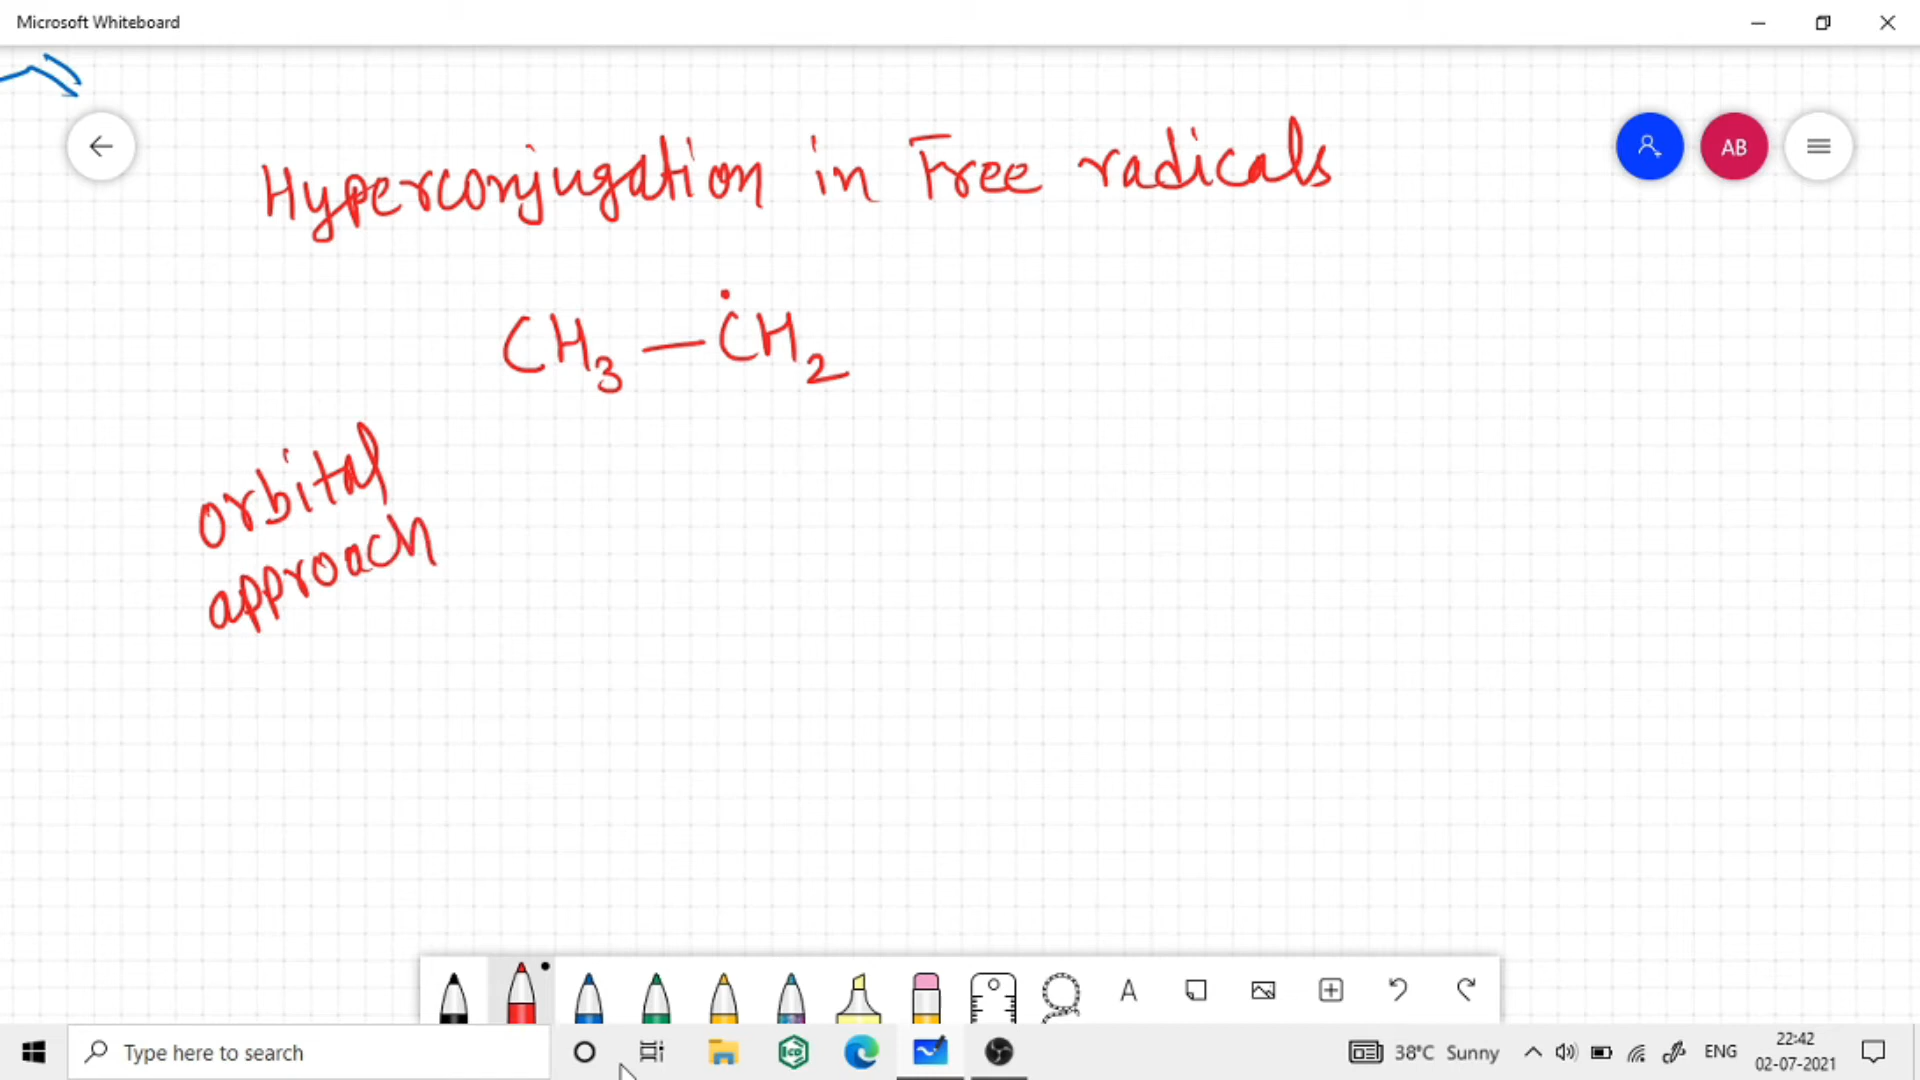 Microsoft Whiteboard
AB
Hyperconjugation in Free radicals
CH3 — ĊH2
orbital
approach
A
Type here to search
38°C Sunny
ENG
22:42
02-07-2021